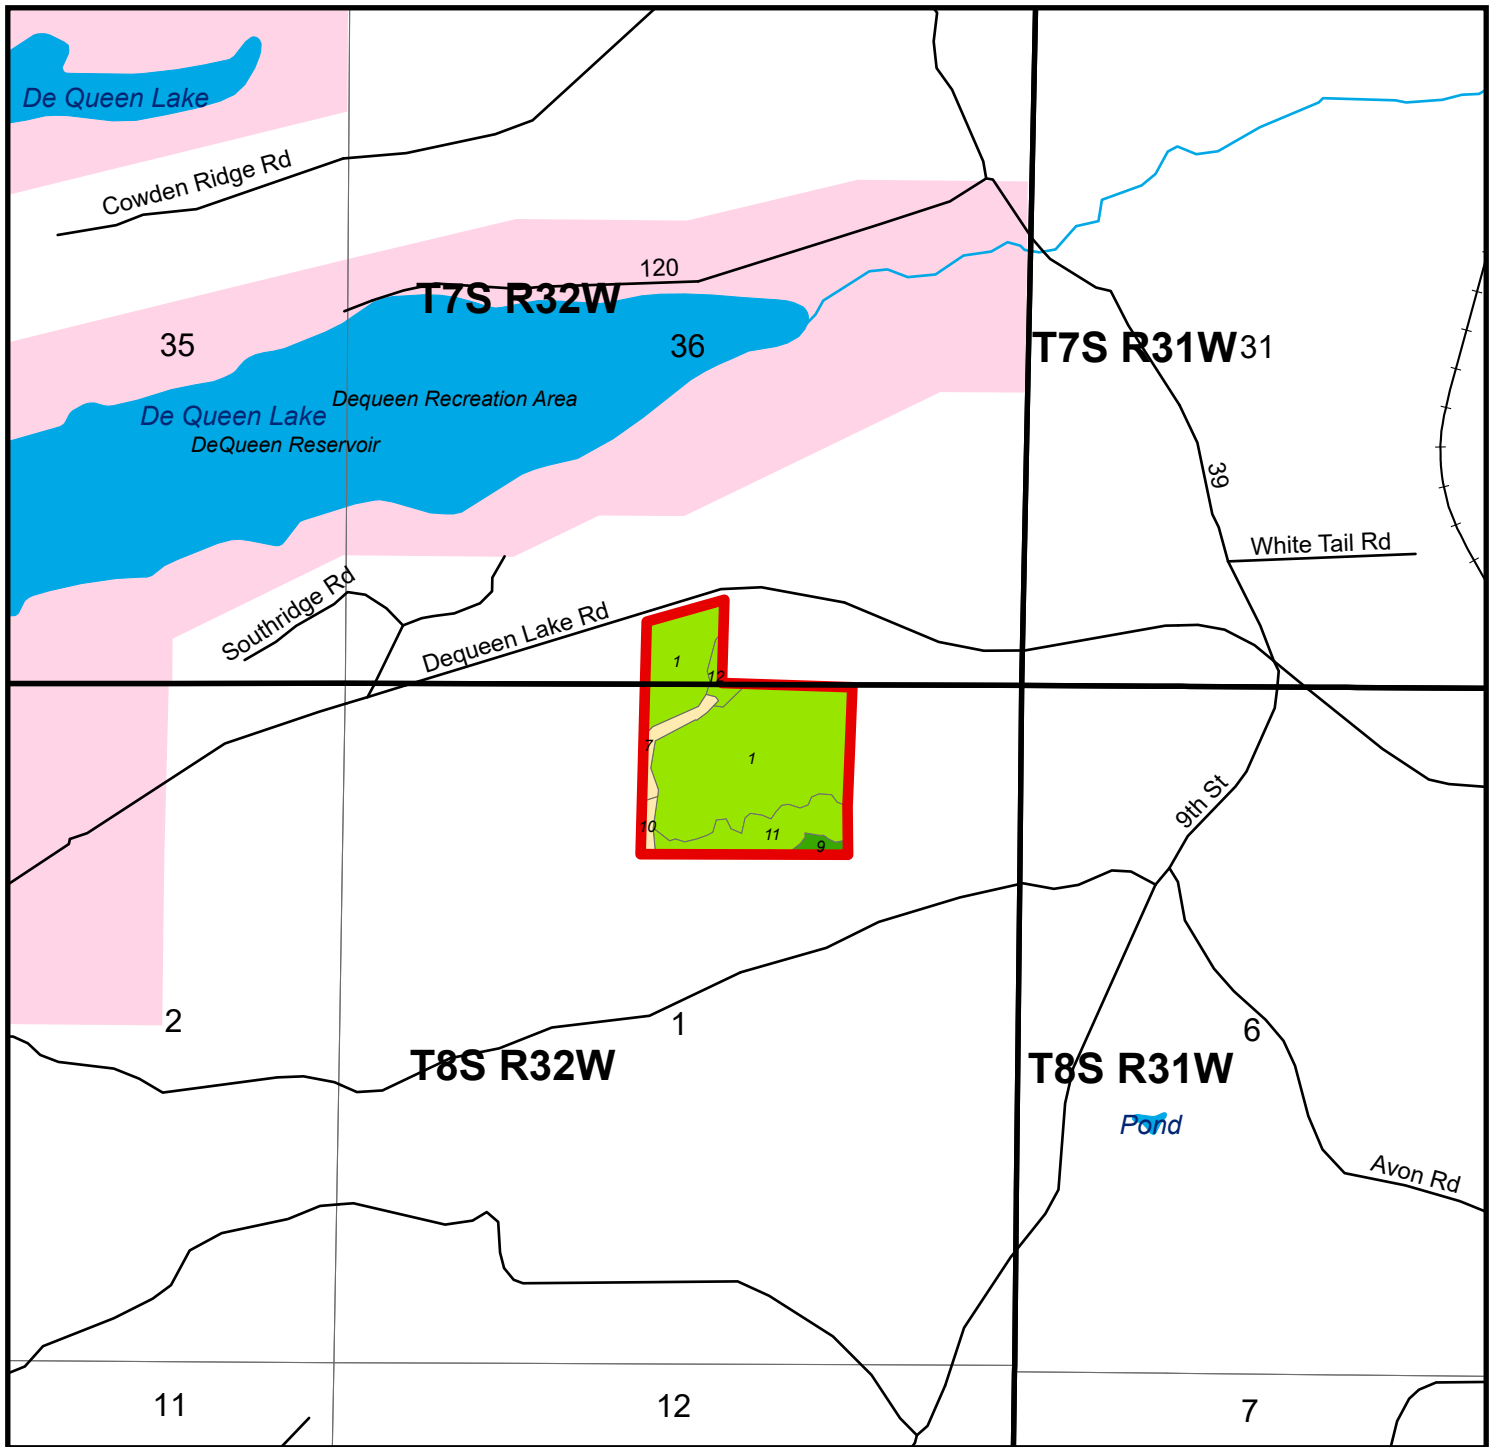 De Queen Lake
Cowden Ridge Rd
120
T7S R32W
35
36
T7S R31W
31
De Queen Lake
Dequeen Recreation Area
DeQueen Reservoir
39
White Tail Rd
Southridge Rd
Dequeen Lake Rd
1
12
7
1
10
11
9
9th St
2
1
6
T8S R32W
T8S R31W
Pond
Avon Rd
11
12
7